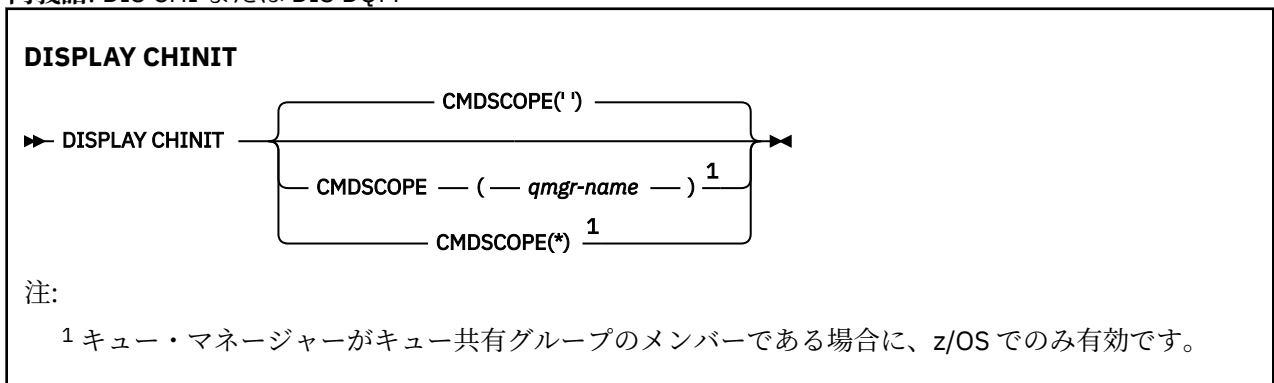 DISPLAY CHINIT
CMDSCOPE(' ')
DISPLAY CHINIT
CMDSCOPE ( qmgr-name ) 1
CMDSCOPE(*) 1
注:
1 キュー・マネージャーがキュー共有グループのメンバーである場合に、z/OS でのみ有効です。